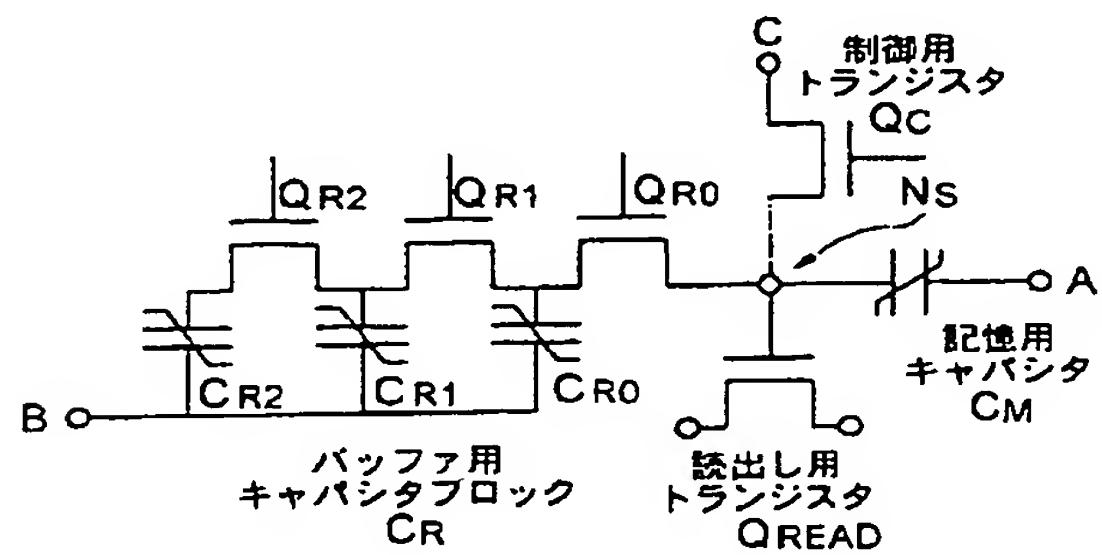 C
制御用
トランジスタ
QC
QR2
QR1
QR0
NS
A
記憶用
キャパシタ
CM
CR2
CR1
CR0
B
バッファ用
キャパシタブロック
CR
読出し用
トランジスタ
QREAD